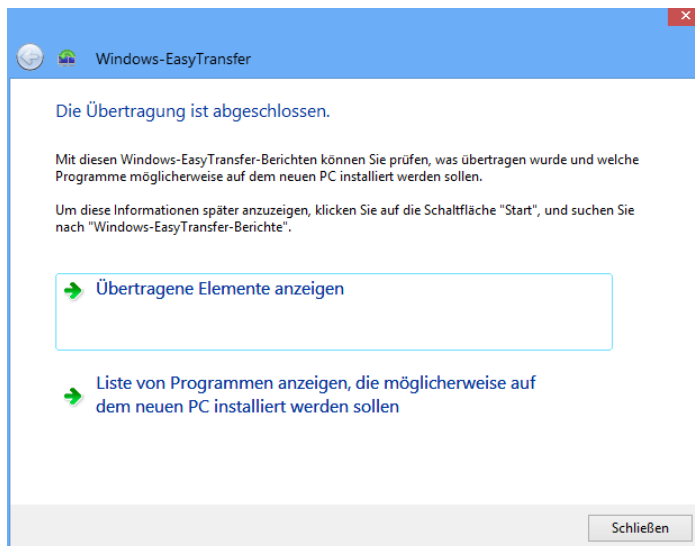 Windows-EasyTransfer
Die Übertragung ist abgeschlossen.
Mit diesen Windows-EasyTransfer-Berichten können Sie prüfen, was übertragen wurde und welche
Programme möglicherweise auf dem neuen PC installiert werden sollen.
Um diese Informationen später anzuzeigen, klicken Sie auf die Schaltfläche "Start", und suchen Sie
nach "Windows-EasyTransfer-Berichte".
Übertragene Elemente anzeigen
Liste von Programmen anzeigen, die möglicherweise auf
dem neuen PC installiert werden sollen
Schließen